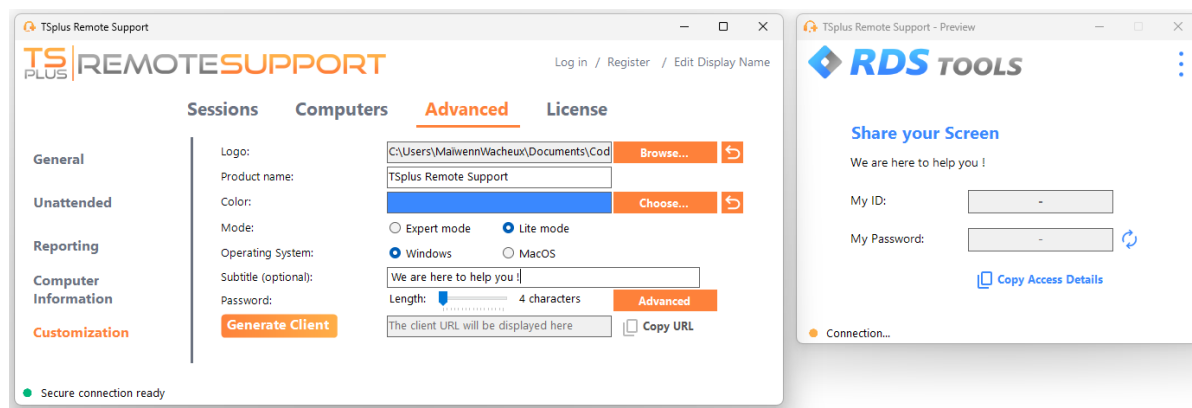 TSplus Remote Support
TS PLUS REMOTESUPPORT
Log in / Register / Edit Display Name
Sessions Computers Advanced License
General
Unattended
Reporting
Computer
Information
Customization
Logo: C:\Users\MaïwennWacheux\Documents\Cod Browse...
Product name: TSplus Remote Support
Color: Choose...
Mode: Expert mode Lite mode
Operating System: Windows MacOS
Subtitle (optional): We are here to help you !
Password: Length: 4 characters Advanced
Generate Client The client URL will be displayed here Copy URL
Secure connection ready
TSplus Remote Support - Preview
RDS TOOLS
Share your Screen
We are here to help you !
My ID: -
My Password: -
Copy Access Details
Connection...